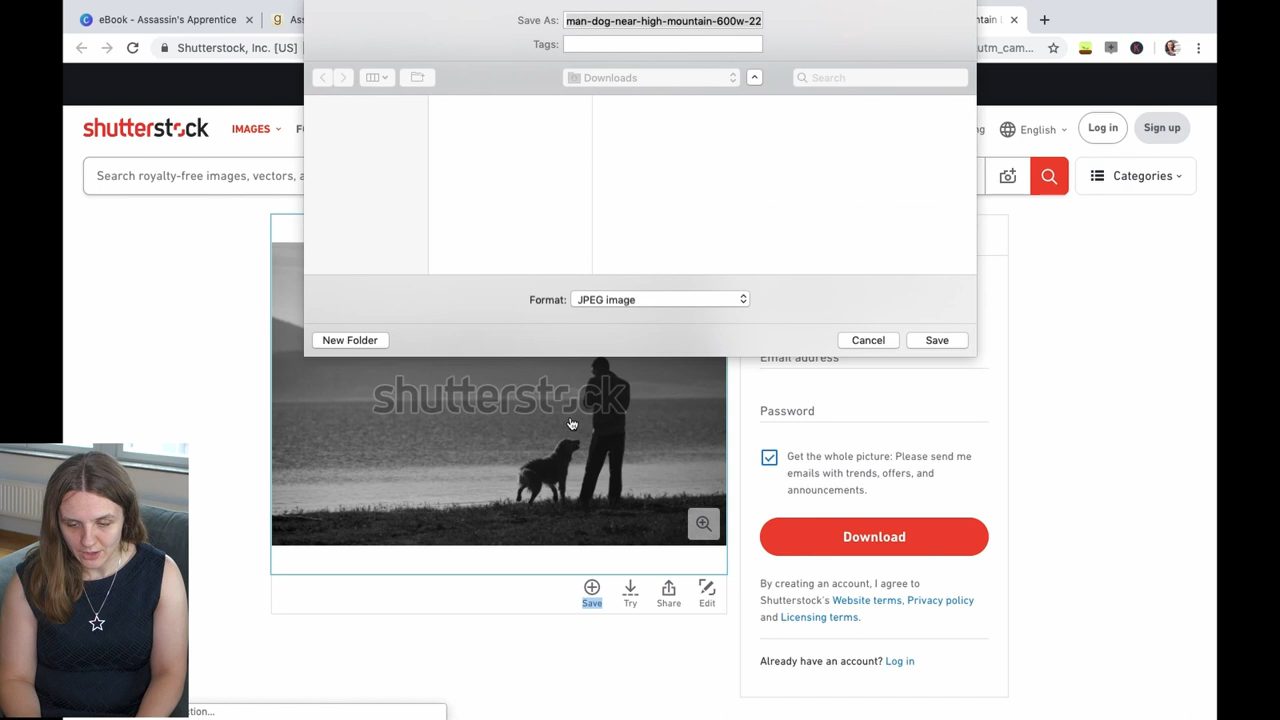 eBook - Assassin's Apprentice
Save As: man-dog-near-high-mountain-600w-22
Tags:
Shutterstock, Inc. [US]
utm_cam...
Downloads
Search
shutterstock
IMAGES
English
Log in
Sign up
Search royalty-free images, vectors, a
Categories
Format: JPEG image
New Folder
Cancel
Save
shutterstock
Email address
Password
Get the whole picture: Please send me
emails with trends, offers, and
announcements.
Download
Save
Try
Share
Edit
By creating an account, I agree to
Shutterstock's Website terms, Privacy policy
and Licensing terms.
Already have an account? Log in